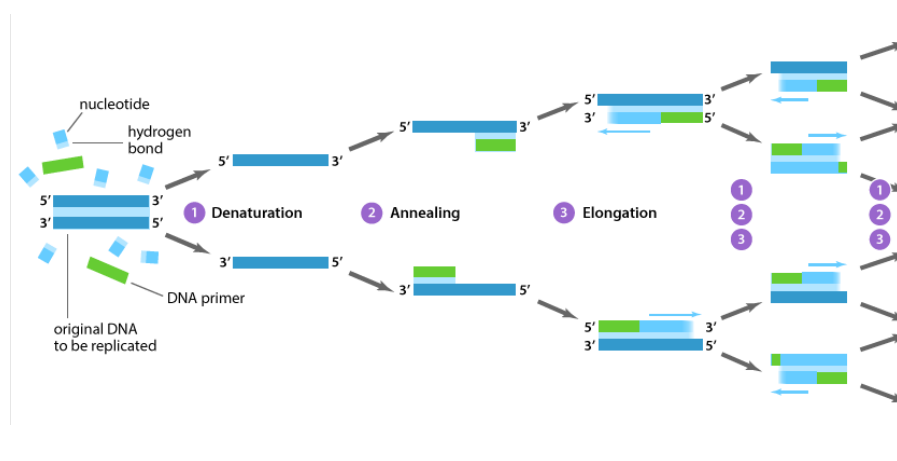 nucleotide
hydrogen
bond
5’
3’
3’
5’
DNA primer
original DNA
to be replicated
1 Denaturation
5’
3’
3’
5’
2 Annealing
5’
3’
3’
5’
3 Elongation
5’
3’
3’
5’
5’
3’
3’
5’
1
2
3
1
2
3